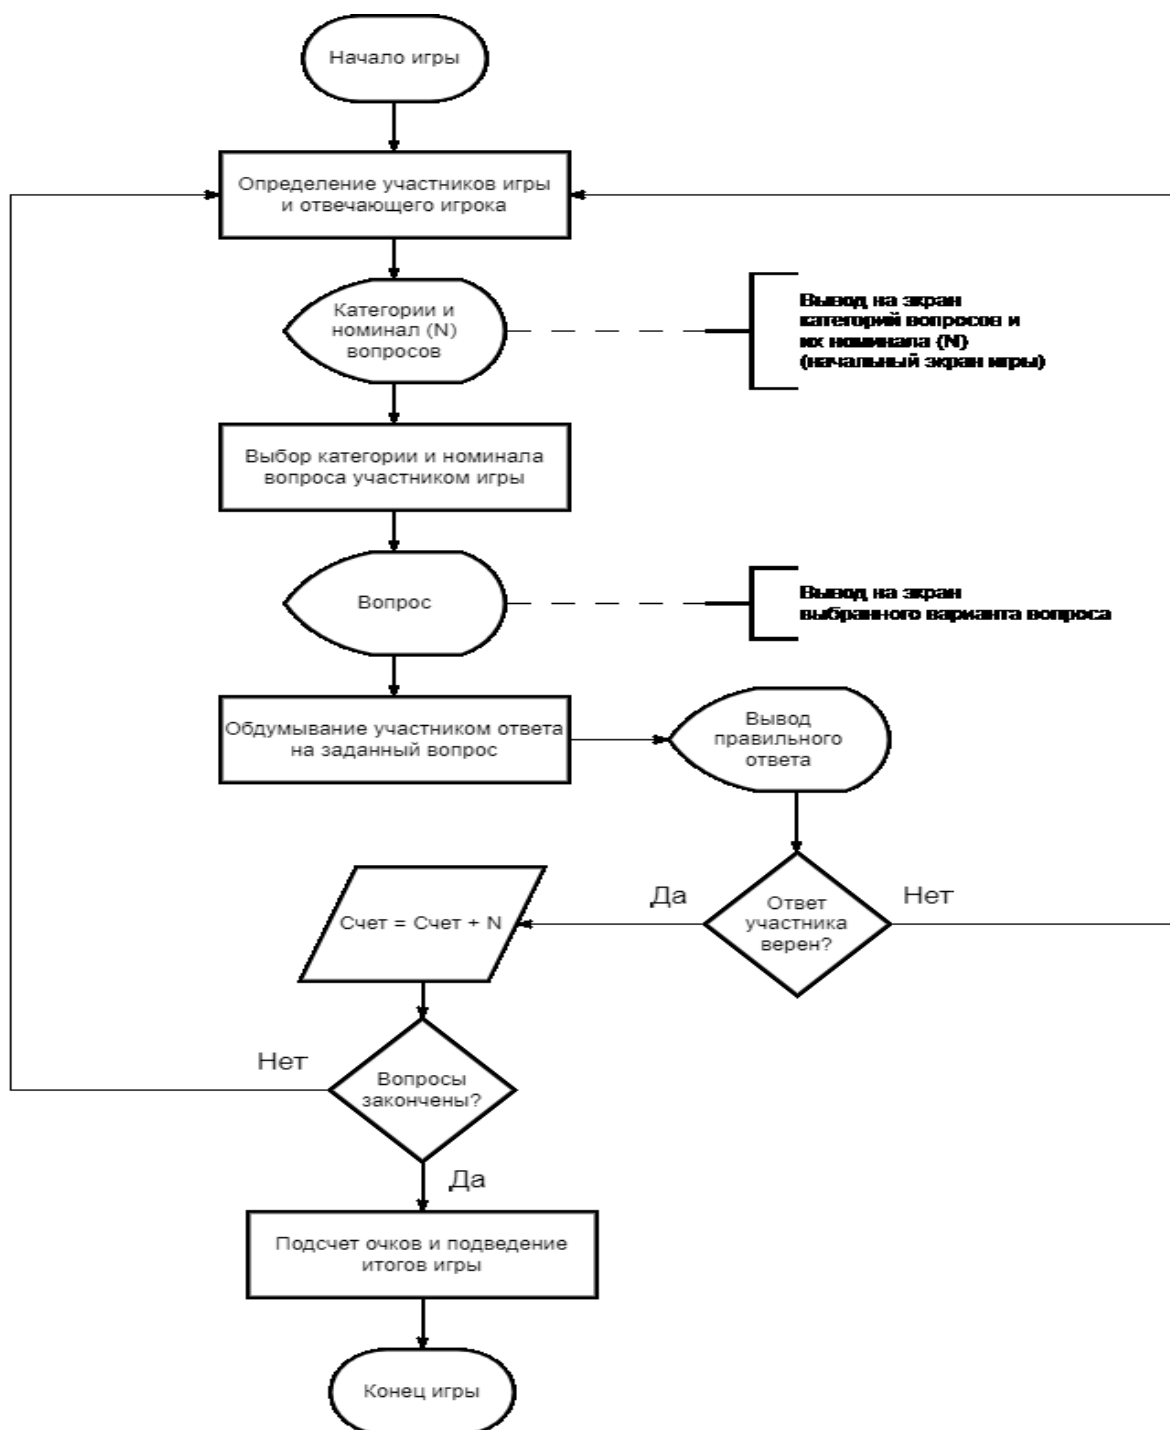 Начало игры
Определение участников игры
и отвечающего игрока
Категории и
номинал (N)
вопросов
Вывод на экран
категорий вопросов и
их номинала (N)
(начальный экран игры)
Выбор категории и номинала
вопроса участником игры
Вопрос
Вывод на экран
выбранного варианта вопроса
Обдумывание участником ответа
на заданный вопрос
Вывод
правильного
ответа
Да
Ответ
участника
верен?
Нет
Счет = Счет + N
Нет
Вопросы
закончены?
Да
Подсчет очков и подведение
итогов игры
Конец игры